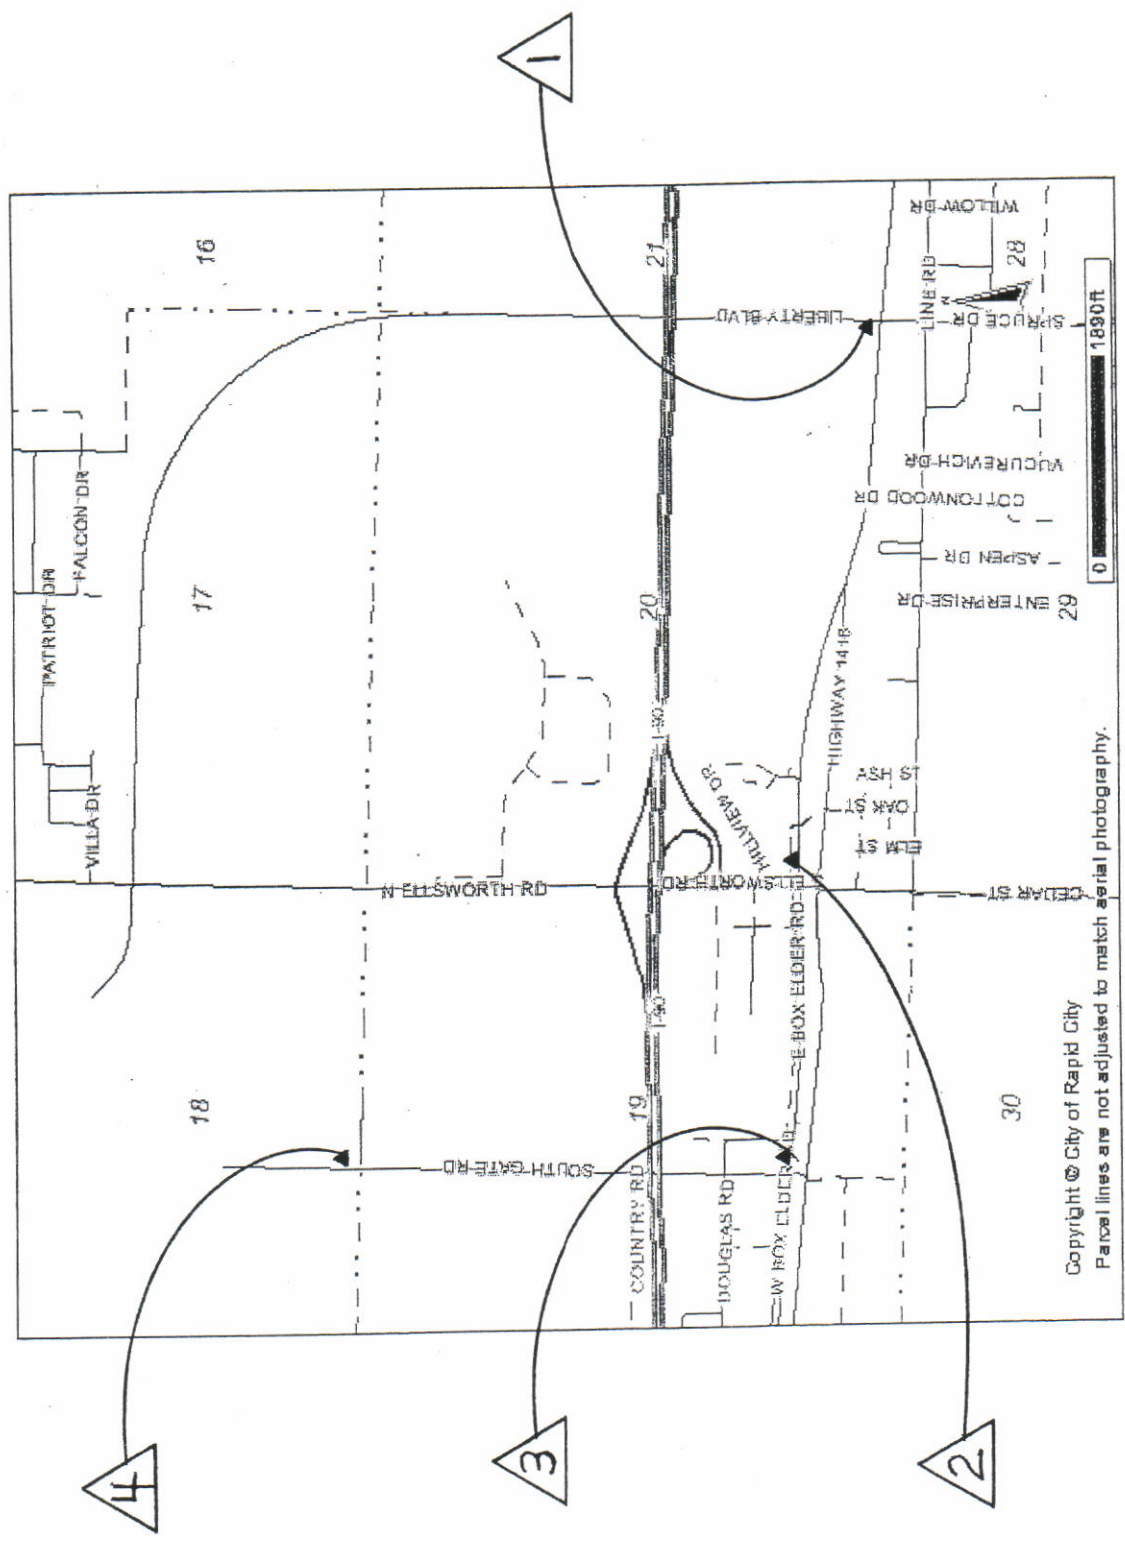 1
2
3
4
16
17
18
19
20
21
28
29
30
PATRIOT DR
FALCON DR
VILLA DR
N ELLSWORTH RD
ELLSWORTH RD
SOUTH GATE RD
COUNTRY RD
DOUGLAS RD
W BOX ELDER RD
E BOX ELDER RD
I-90
I-90
HILLVIEW DR
HIGHWAY 1416
LIBERTY BLVD
LINE RD
WILLOW DR
SPRUCE DR
VUCUREVICH DR
COTTONWOOD DR
ASPEN DR
ENTERPRISE DR
ASH ST
OAK ST
ELM ST
CEDAR ST
N
0 1890ft
Copyright © City of Rapid City
Parcel lines are not adjusted to match aerial photography.